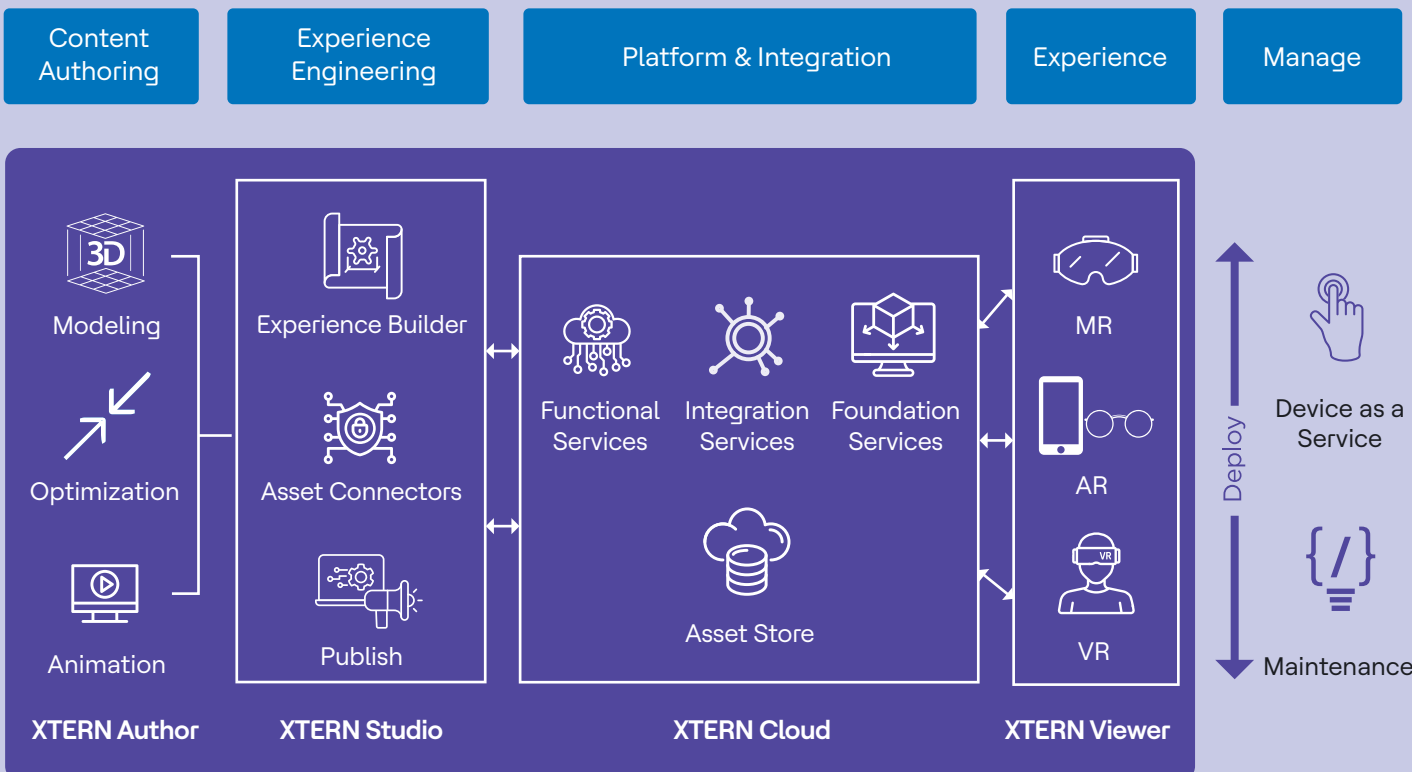 Content
Authoring
Experience
Engineering
Platform & Integration
Experience
Manage
3D
Modeling
Optimization
Animation
XTERN Author
Experience Builder
Asset Connectors
Publish
XTERN Studio
Functional
Services
Integration
Services
Foundation
Services
Asset Store
XTERN Cloud
MR
AR
VR
VR
XTERN Viewer
Deploy
Device as a
Service
{/}
Maintenance